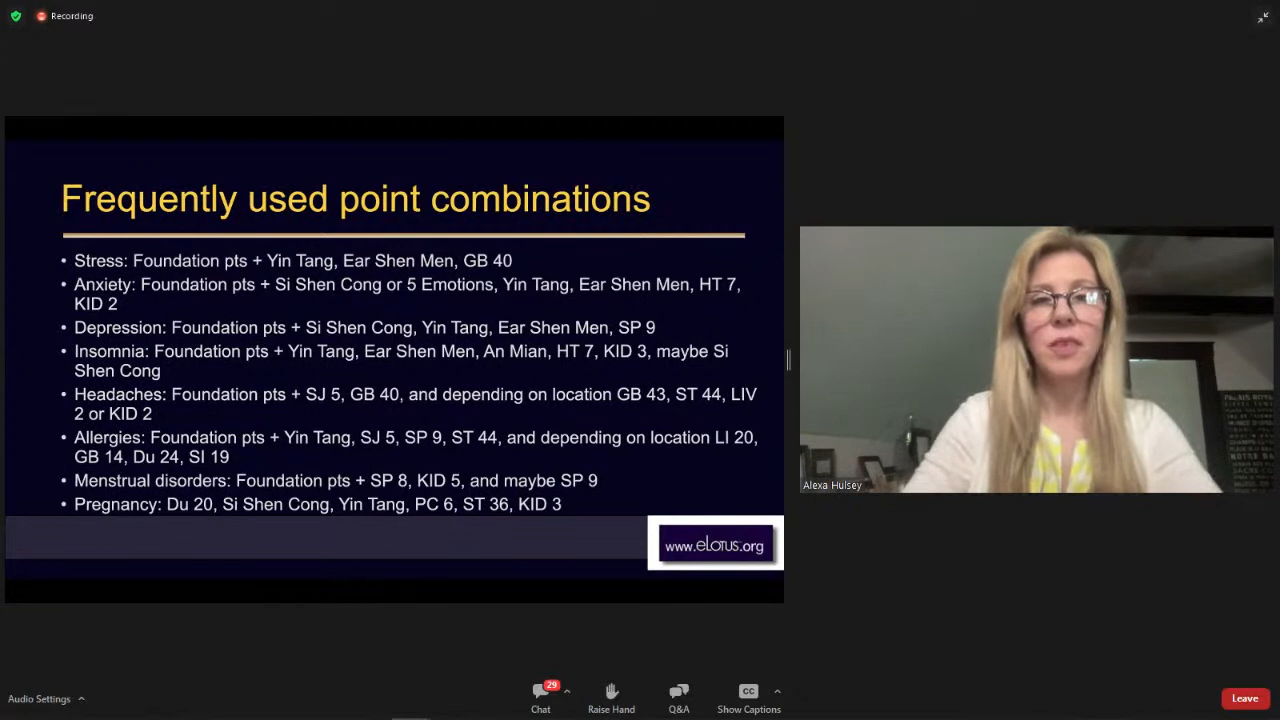 Recording
Frequently used point combinations
• Stress: Foundation pts + Yin Tang, Ear Shen Men, GB 40
• Anxiety: Foundation pts + Si Shen Cong or 5 Emotions, Yin Tang, Ear Shen Men, HT 7,
KID 2
• Depression: Foundation pts + Si Shen Cong, Yin Tang, Ear Shen Men, SP 9
• Insomnia: Foundation pts + Yin Tang, Ear Shen Men, An Mian, HT 7, KID 3, maybe Si
Shen Cong
• Headaches: Foundation pts + SJ 5, GB 40, and depending on location GB 43, ST 44, LIV
2 or KID 2
• Allergies: Foundation pts + Yin Tang, SJ 5, SP 9, ST 44, and depending on location LI 20,
GB 14, Du 24, SI 19
• Menstrual disorders: Foundation pts + SP 8, KID 5, and maybe SP 9
• Pregnancy: Du 20, Si Shen Cong, Yin Tang, PC 6, ST 36, KID 3
www.eLotus.org
Alexa Hulsey
Audio Settings
29
Chat
Raise Hand
Q&A
CC
Show Captions
Leave